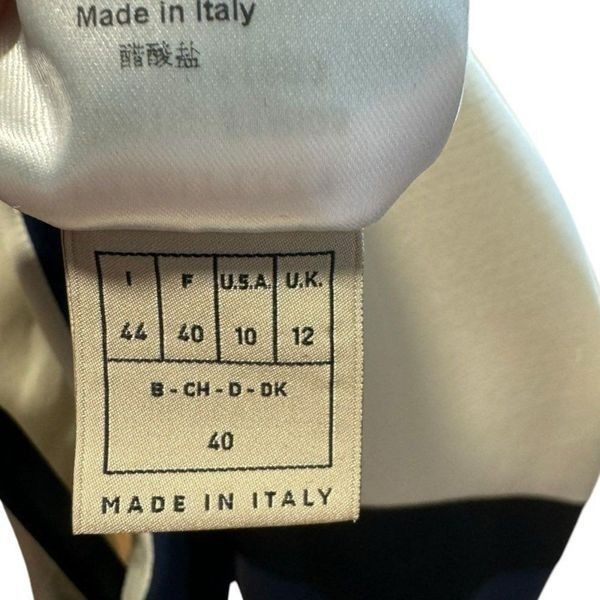 Made in Italy
醋酸盐
I F U.S.A. U.K.
44 40 10 12
B - CH - D - DK
40
MADE IN ITALY